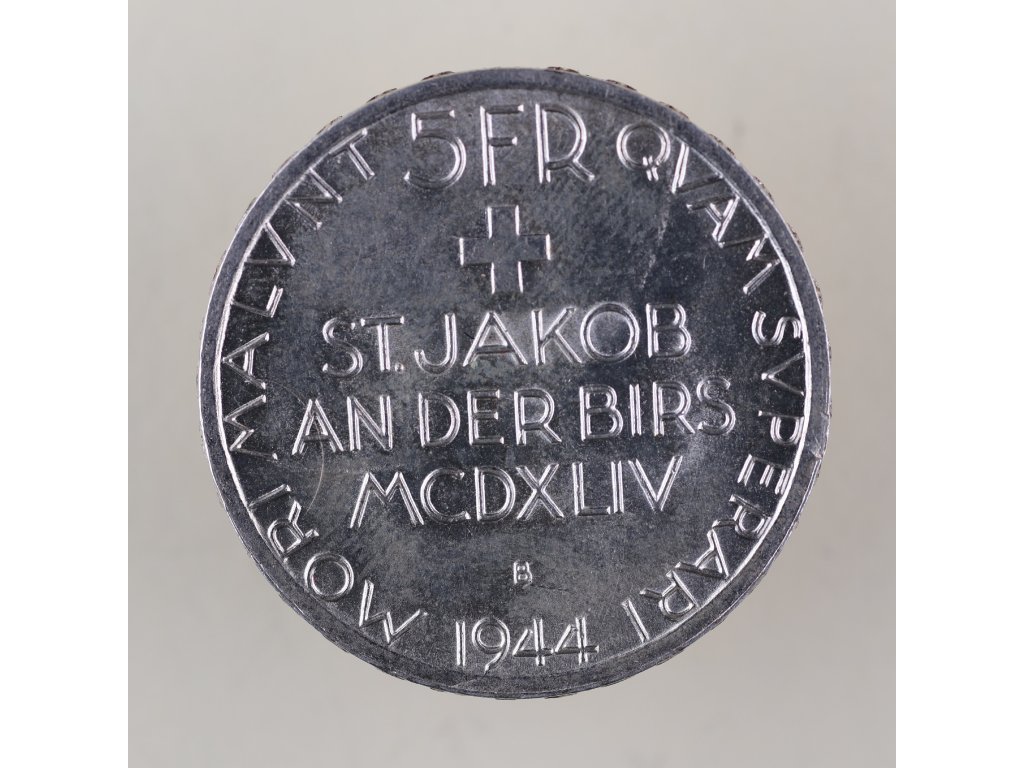 5FR
MORI MALVNT QVAM SVPERARI
ST. JAKOB
AN DER BIRS
MCDXLIV
B
1944